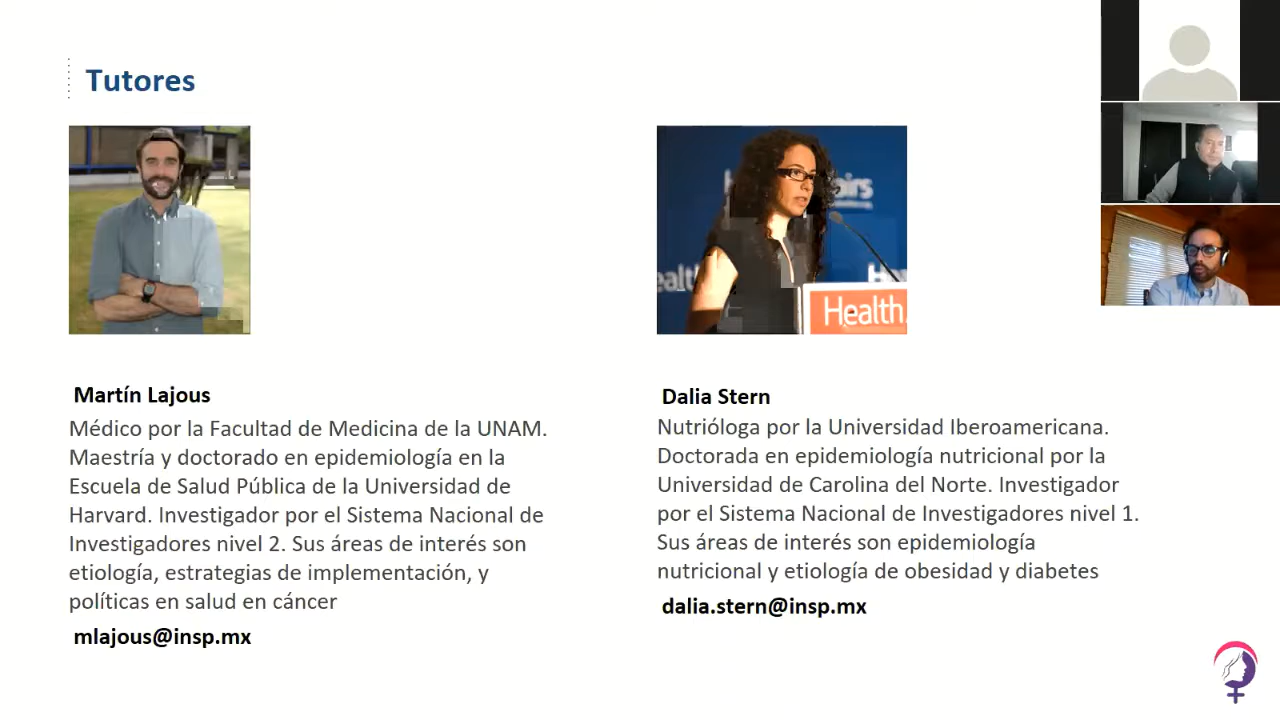 Tutores
Health.
Martín Lajous
Médico por la Facultad de Medicina de la UNAM.
Maestría y doctorado en epidemiología en la
Escuela de Salud Pública de la Universidad de
Harvard. Investigador por el Sistema Nacional de
Investigadores nivel 2. Sus áreas de interés son
etiología, estrategias de implementación, y
políticas en salud en cáncer
mlajous@insp.mx
Dalia Stern
Nutrióloga por la Universidad Iberoamericana.
Doctorada en epidemiología nutricional por la
Universidad de Carolina del Norte. Investigador
por el Sistema Nacional de Investigadores nivel 1.
Sus áreas de interés son epidemiología
nutricional y etiología de obesidad y diabetes
dalia.stern@insp.mx